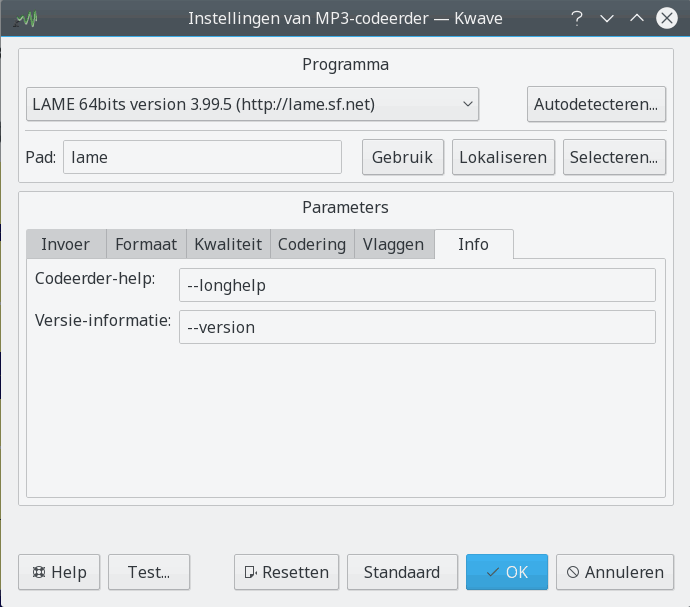 Instellingen van MP3-codeerder — Kwave
Programma
LAME 64bits version 3.99.5 (http://lame.sf.net) Autodetecteren...
Pad: lame Gebruik Lokaliseren Selecteren...
Parameters
Invoer Formaat Kwaliteit Codering Vlaggen Info
Codeerder-help: --longhelp
Versie-informatie: --version
Help Test... Resetten Standaard OK Annuleren